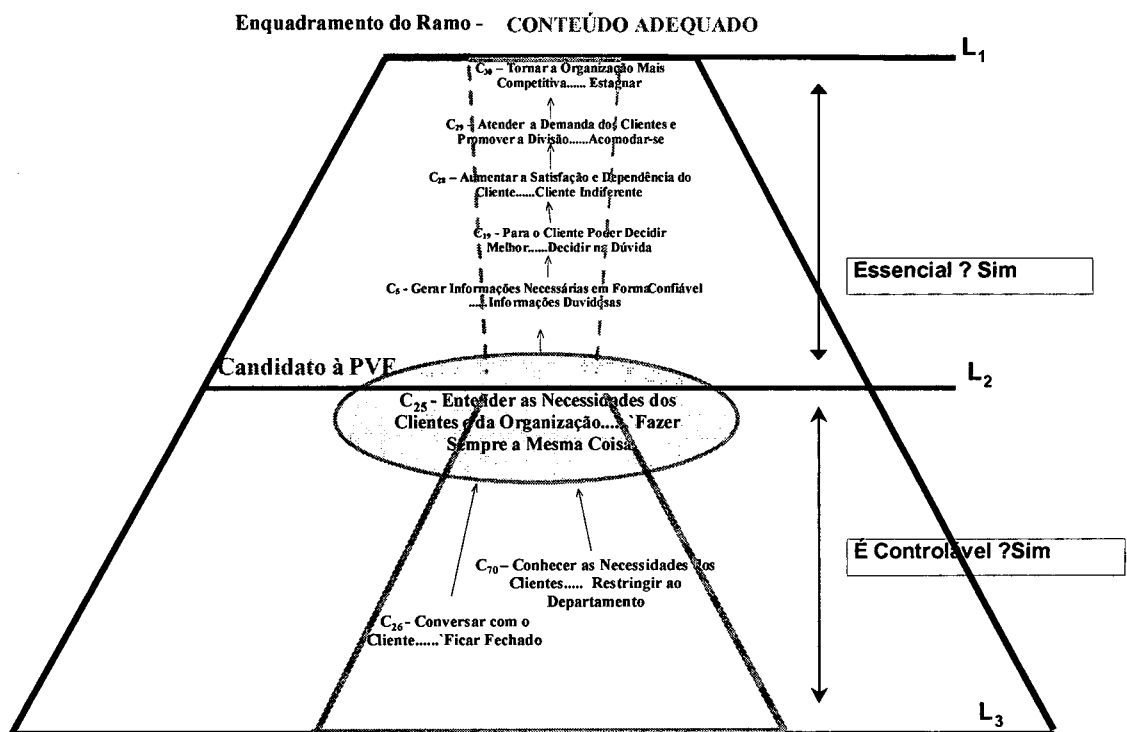 Enquadramento do Ramo - CONTEÚDO ADEQUADO
L1
C30 – Tornar a Organização Mais
Competitiva...... Estagnar
C29 – Atender a Demanda dos Clientes e
Promover a Divisão......Acomodar-se
C28 – Aumentar a Satisfação e Dependência do
Cliente......Cliente Indiferente
C19 - Para o Cliente Poder Decidir
Melhor......Decidir na Dúvida
Essencial ? Sim
C5 - Gerar Informações Necessárias em Forma Confiável
.....Informações Duvidosas
Candidato à PVF
L2
C25 - Entender as Necessidades dos
Clientes e da Organização..... `Fazer
Sempre a Mesma Coisa
É Controlável ?Sim
C70 – Conhecer as Necessidades dos
Clientes..... Restringir ao
Departamento
C26 - Conversar com o
Cliente......`Ficar Fechado
L3